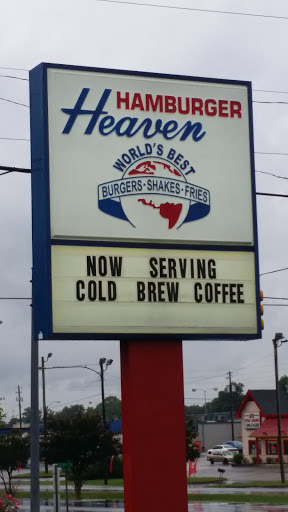 HAMBURGER
Heaven
WORLD'S BEST
BURGERS · SHAKES · FRIES
NOW SERVING
COLD BREW COFFEE